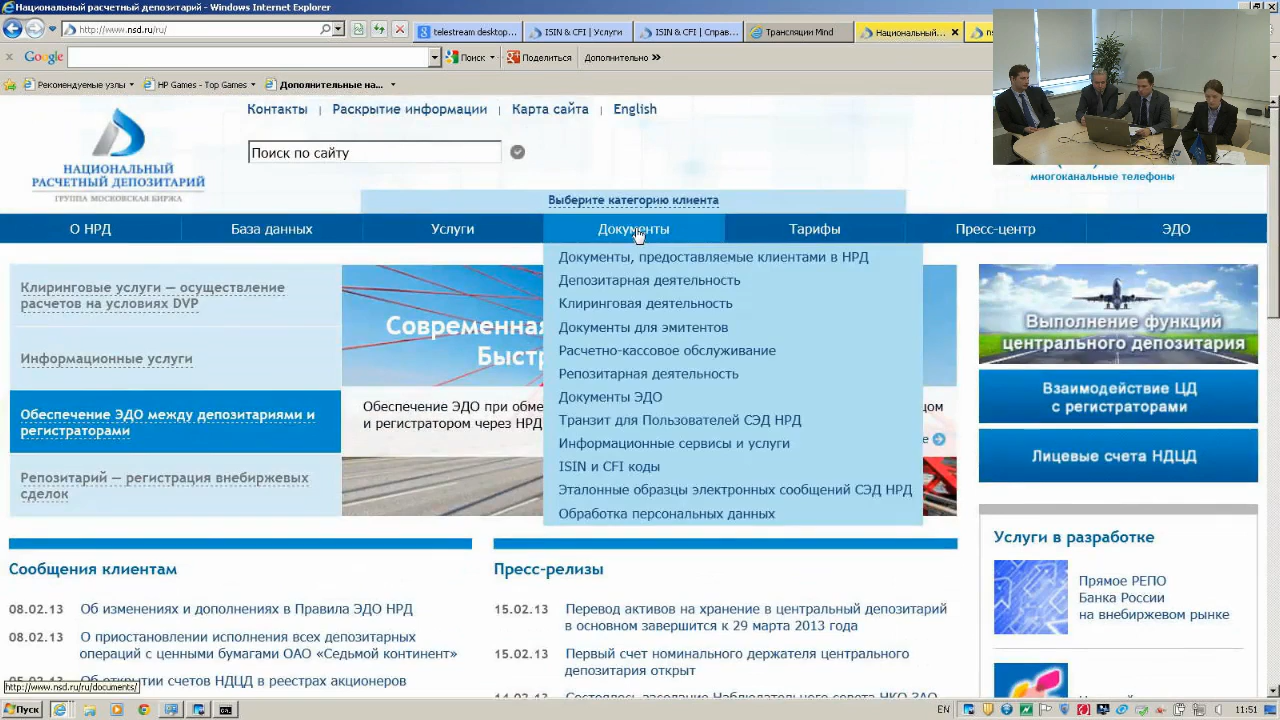 Национальный расчетный депозитарий - Windows Internet Explorer
http://www.nsd.ru/ru/
telestream desktop...
ISIN & CFI | Услуги
ISIN & CFI | Справ...
Трансляции Mind
Национальный...
Google
Поиск
Поделиться
Дополнительно »
Рекомендуемые узлы
HP Games - Top Games
Дополнительные на...
Контакты | Раскрытие информации | Карта сайта | English
Поиск по сайту
НАЦИОНАЛЬНЫЙ
РАСЧЕТНЫЙ ДЕПОЗИТАРИЙ
ГРУППА МОСКОВСКАЯ БИРЖА
многоканальные телефоны
Выберите категорию клиента
О НРД
База данных
Услуги
Документы
Тарифы
Пресс-центр
ЭДО
Документы, предоставляемые клиентами в НРД
Депозитарная деятельность
Клиринговая деятельность
Документы для эмитентов
Расчетно-кассовое обслуживание
Репозитарная деятельность
Документы ЭДО
Транзит для Пользователей СЭД НРД
Информационные сервисы и услуги
ISIN и CFI коды
Эталонные образцы электронных сообщений СЭД НРД
Обработка персональных данных
Клиринговые услуги — осуществление
расчетов на условиях DVP
Информационные услуги
Обеспечение ЭДО между депозитариями и
регистраторами
Репозитарий — регистрация внебиржевых
сделок
Современная
Быстр
Обеспечение ЭДО при обме
и регистратором через НРД
Выполнение функций
центрального депозитария
Взаимодействие ЦД
с регистраторами
Лицевые счета НДЦД
Сообщения клиентам
08.02.13 Об изменениях и дополнениях в Правила ЭДО НРД
08.02.13 О приостановлении исполнения всех депозитарных
операций с ценными бумагами ОАО «Седьмой континент»
открытии счетов НДЦД в реестрах акционеров
Пресс-релизы
15.02.13 Перевод активов на хранение в центральный депозитарий
в основном завершится к 29 марта 2013 года
15.02.13 Первый счет номинального держателя центрального
депозитария открыт
Состоялось заседание Наблюдательного совета НКО ЗАО
Услуги в разработке
Прямое РЕПО
Банка России
на внебиржевом рынке
http://www.nsd.ru/ru/documents/
Пуск
EN
11:51